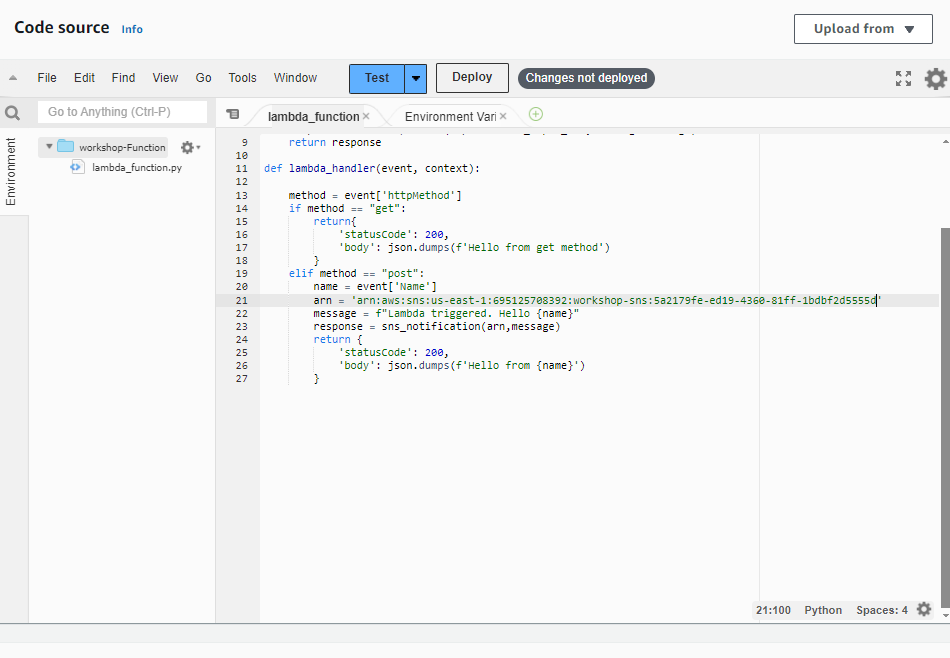 Code source Info
Upload from
File Edit Find View Go Tools Window Test Deploy Changes not deployed
Go to Anything (Ctrl-P)
lambda_function × Environment Vari ×
Environment
workshop-Function
lambda_function.py
9 return response
10
11 def lambda_handler(event, context):
12
13 method = event['httpMethod']
14 if method == "get":
15 return{
16 'statusCode': 200,
17 'body': json.dumps(f'Hello from get method')
18 }
19 elif method == "post":
20 name = event['Name']
21 arn = 'arn:aws:sns:us-east-1:695125708392:workshop-sns:5a2179fe-ed19-4360-81ff-1bdbf2d5555d'
22 message = f"Lambda triggered. Hello {name}"
23 response = sns_notification(arn,message)
24 return {
25 'statusCode': 200,
26 'body': json.dumps(f'Hello from {name}')
27 }
21:100 Python Spaces: 4